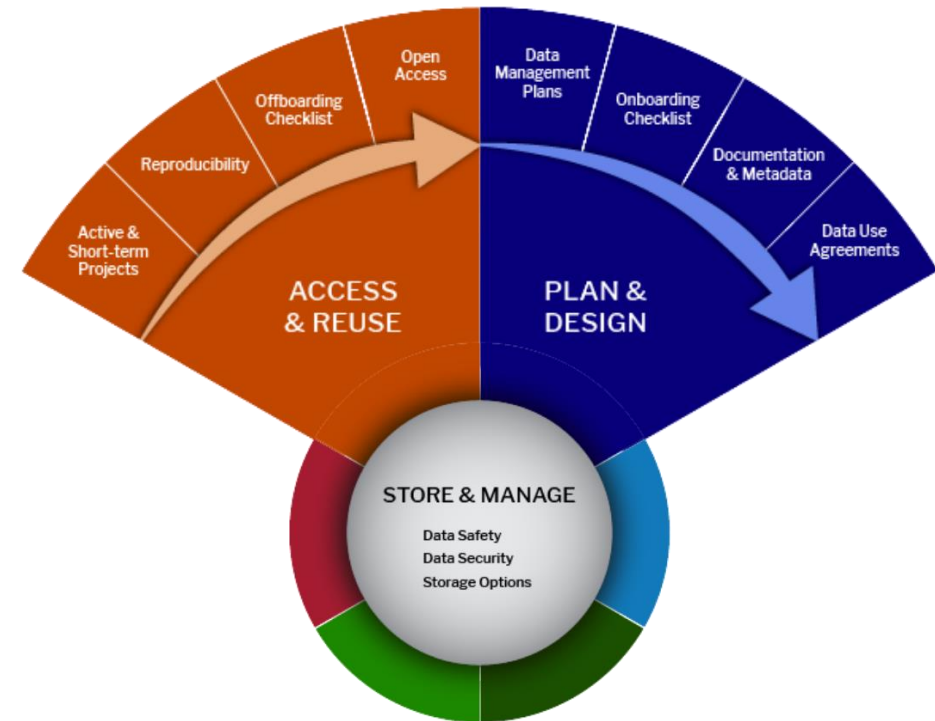 Active &
Short-term
Projects
Reproducibility
Offboarding
Checklist
Open
Access
Data
Management
Plans
Onboarding
Checklist
Documentation
& Metadata
Data Use
Agreements
ACCESS
& REUSE
PLAN &
DESIGN
STORE & MANAGE
Data Safety
Data Security
Storage Options